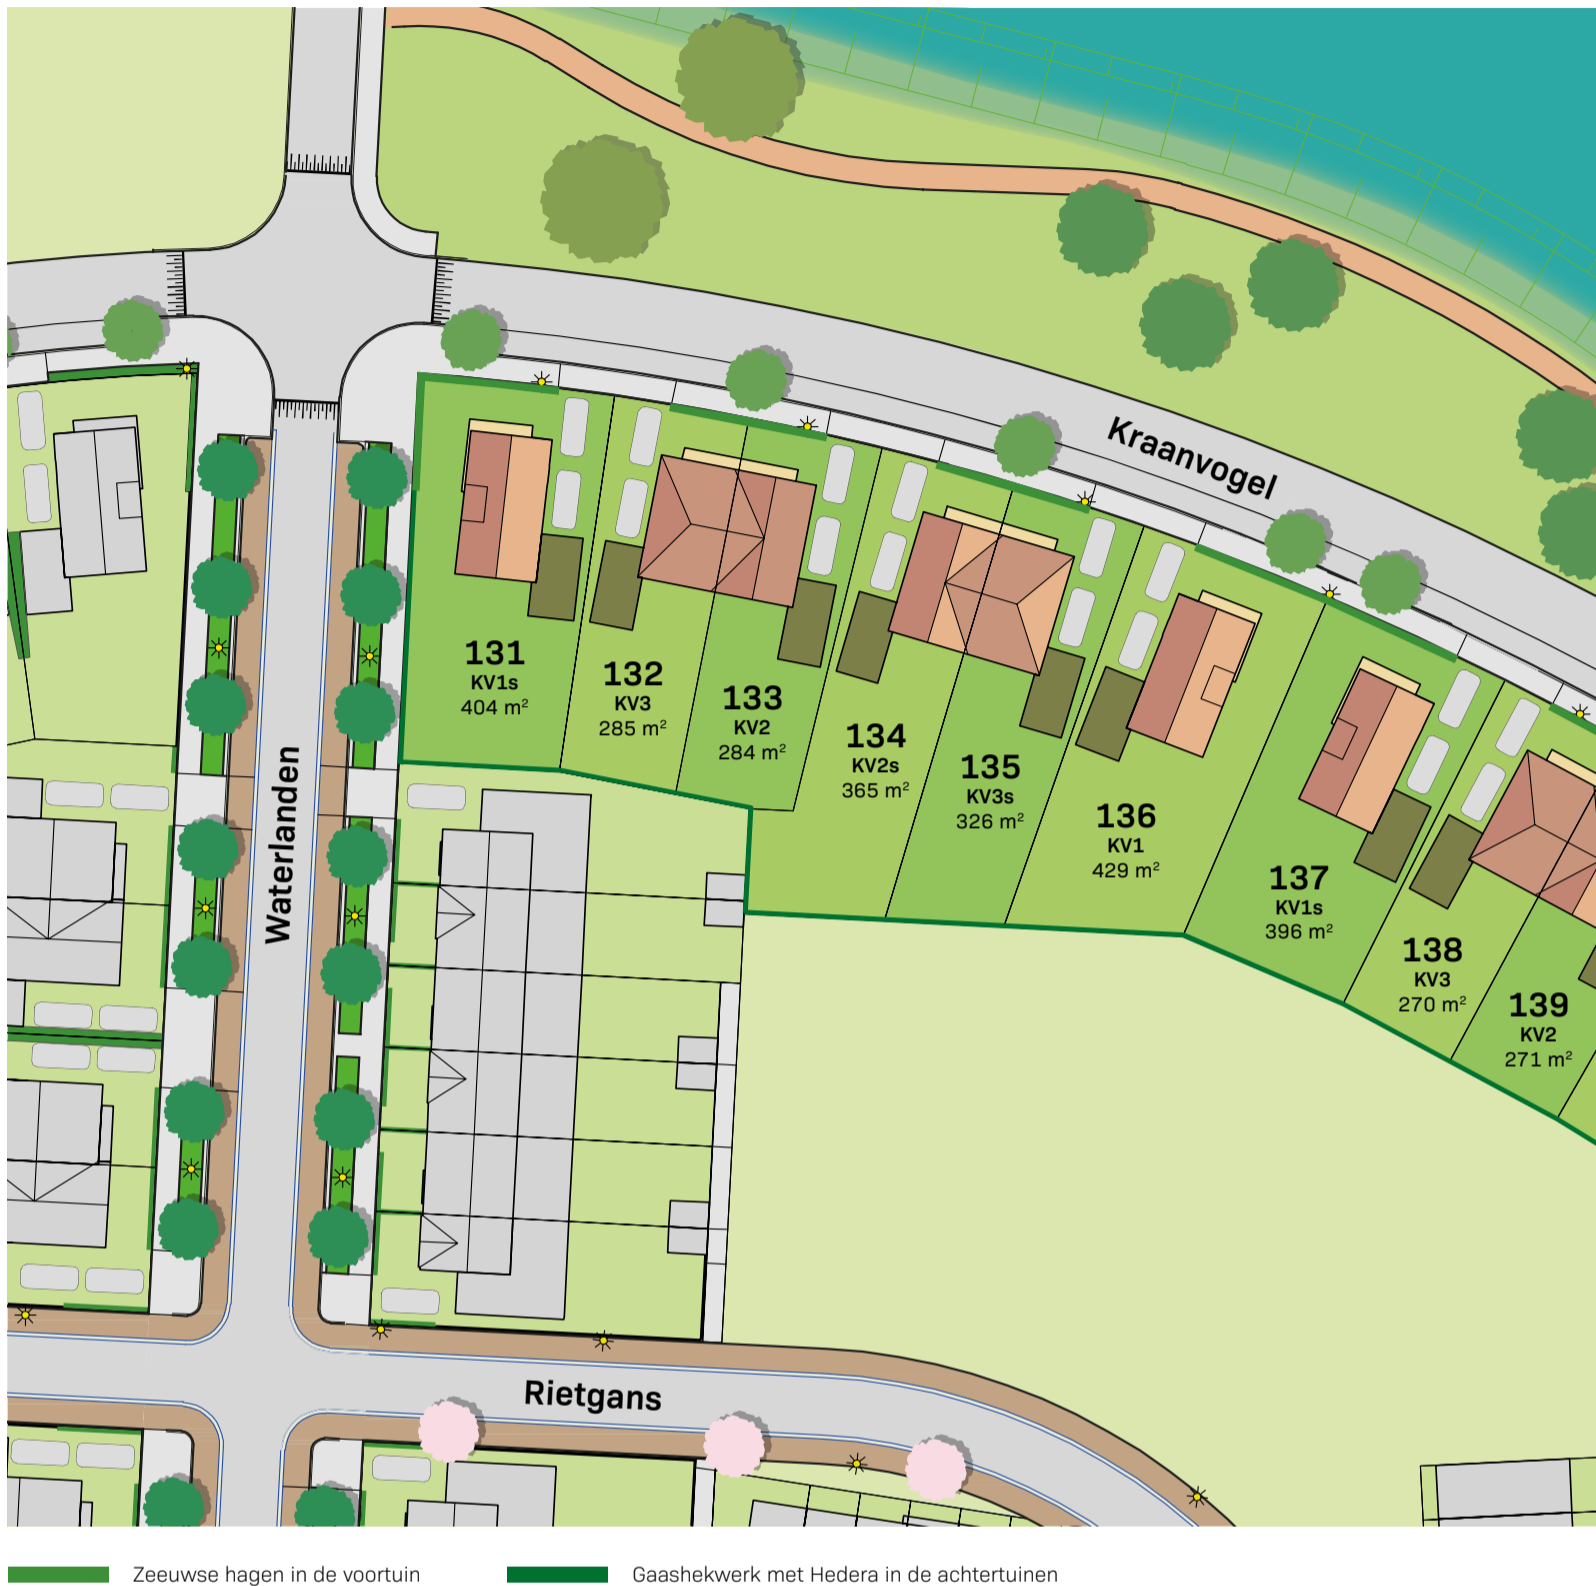 Kraanvogel
131
KV1s
404 m²
132
KV3
285 m²
133
KV2
284 m²
134
KV2s
365 m²
135
KV3s
326 m²
136
KV1
429 m²
137
KV1s
396 m²
138
KV3
270 m²
139
KV2
271 m²
Waterlanden
Rietgans
Zeeuwse hagen in de voortuin
Gaashekwerk met Hedera in de achtertuinen